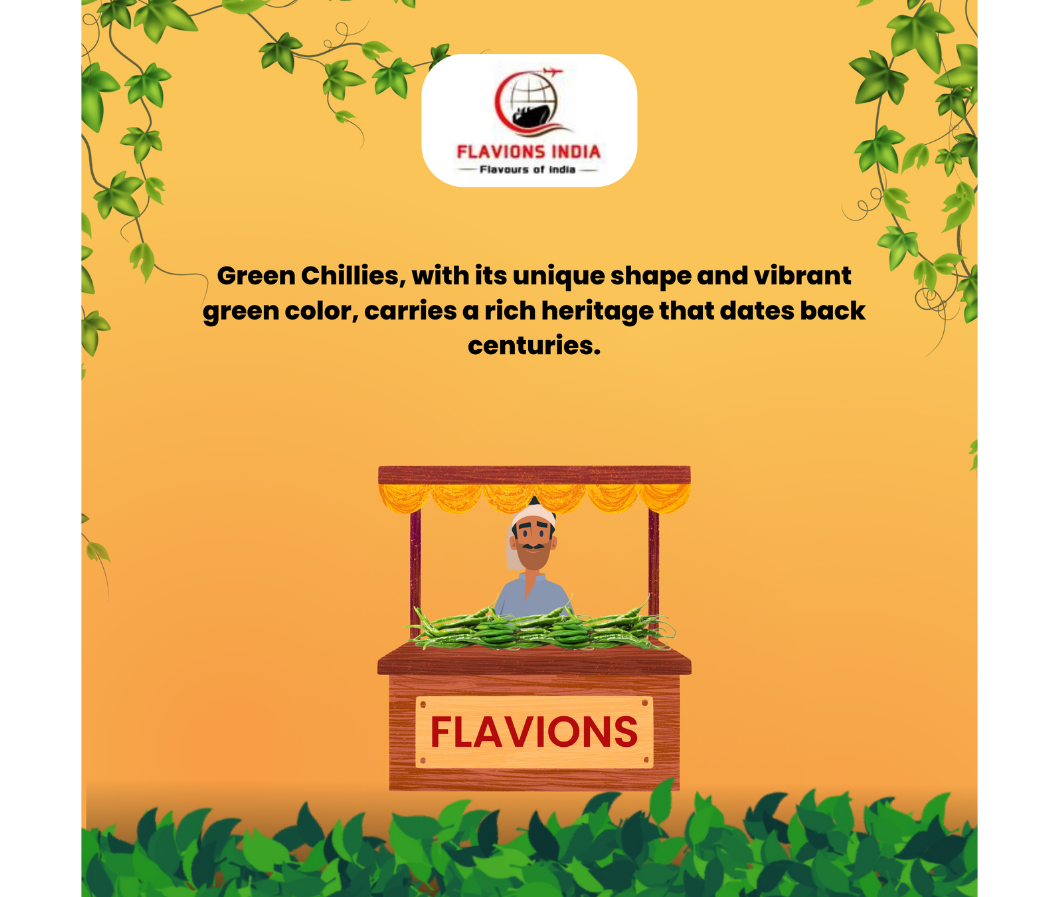 FLAVIONS INDIA
Flavours of India
Green Chillies, with its unique shape and vibrant
green color, carries a rich heritage that dates back
centuries.
FLAVIONS